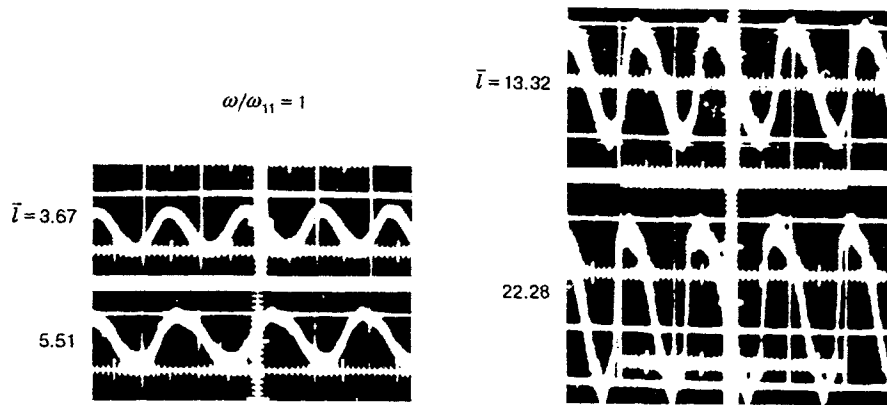 ω/ω₁₁ = 1
l̄ = 3.67
5.51
l̄ = 13.32
22.28